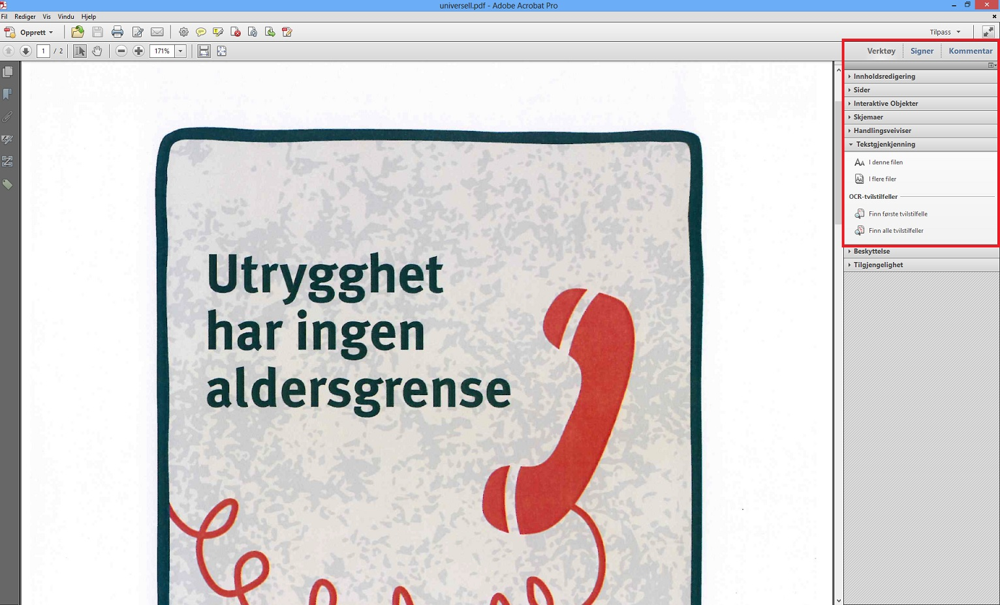 universell.pdf - Adobe Acrobat Pro
Fil Rediger Vis Vindu Hjelp
Opprett
Tilpass
1 / 2
171%
Verktøy Signer Kommentar
Innholdsredigering
Sider
Interaktive Objekter
Skjemaer
Handlingsveiviser
Tekstgjenkjenning
I denne filen
I flere filer
OCR-tvilstilfeller
Finn første tvilstilfelle
Finn alle tvilstilfeller
Beskyttelse
Tilgjengelighet
Utrygghet
har ingen
aldersgrense